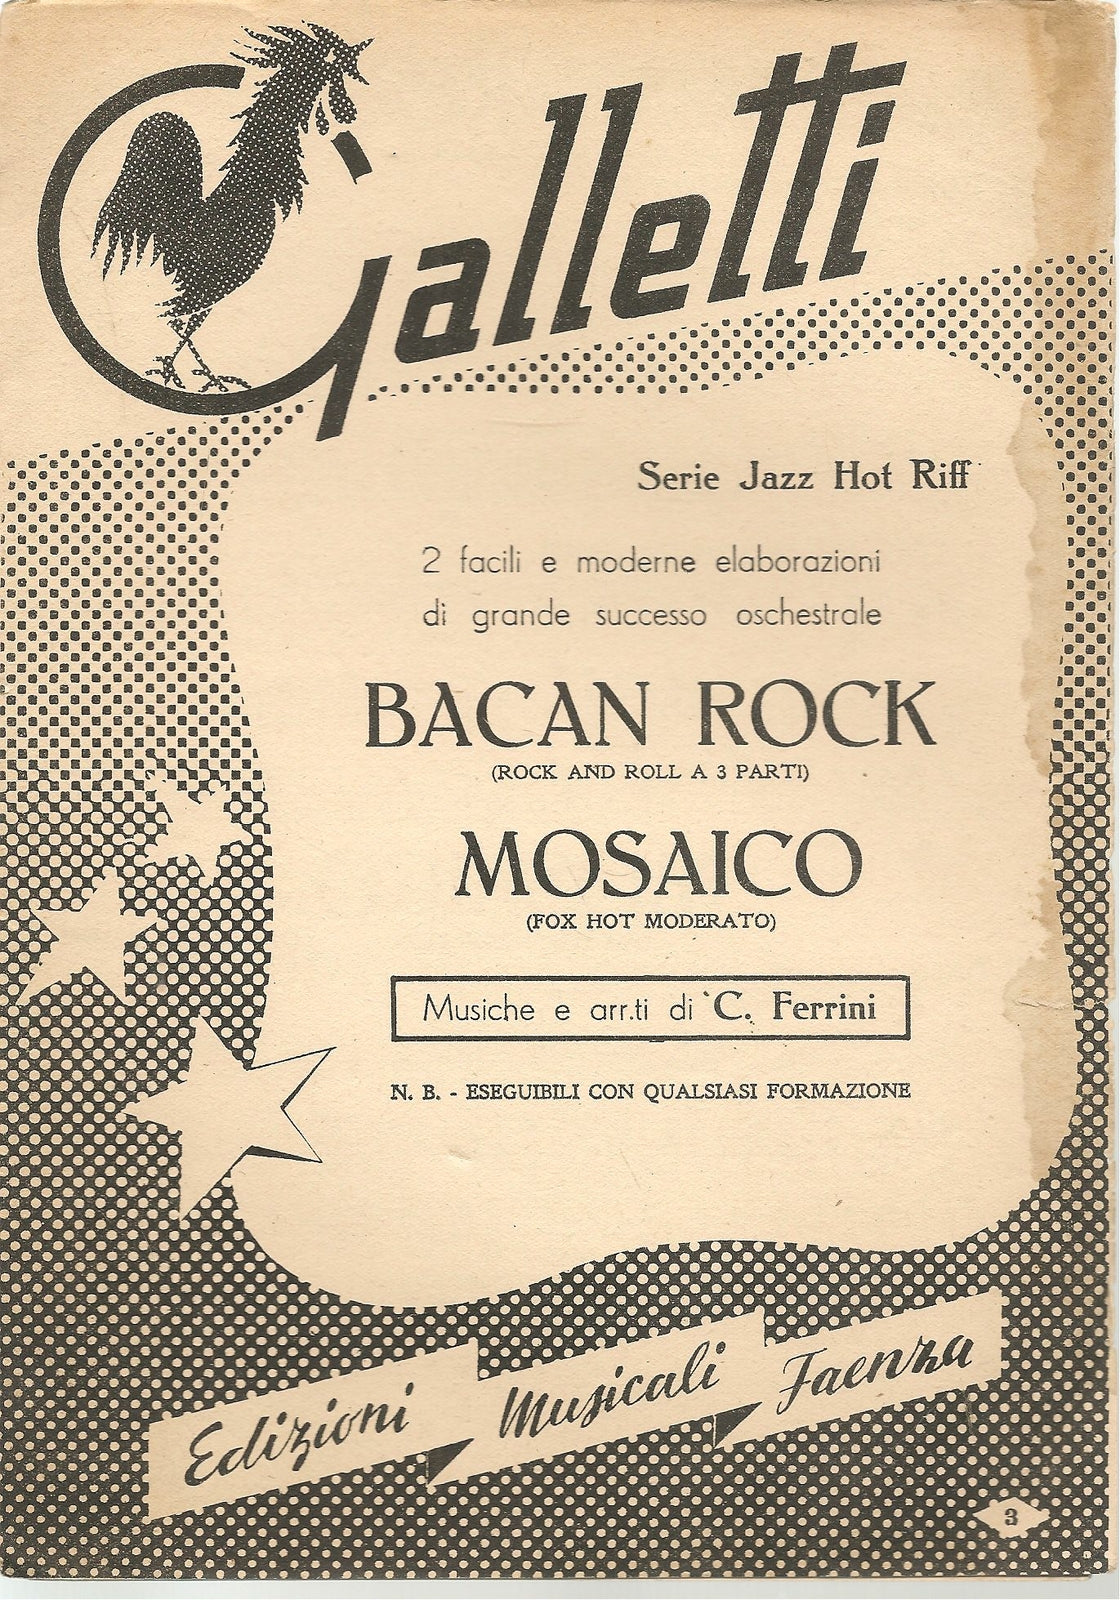 Galletti
Serie Jazz Hot Riff
2 facili e moderne elaborazioni
di grande successo oschestrale
BACAN ROCK
(ROCK AND ROLL A 3 PARTI)
MOSAICO
(FOX HOT MODERATO)
Musiche e arr.ti di C. Ferrini
N. B. - ESEGUIBILI CON QUALSIASI FORMAZIONE
Edizioni Musicali Faenza
3